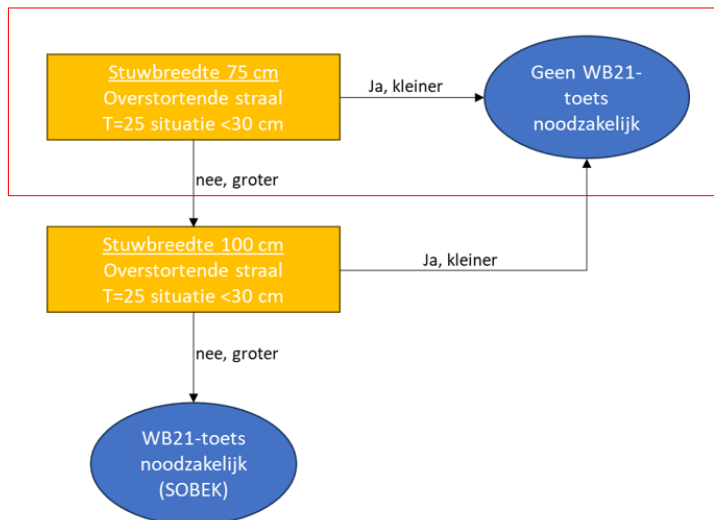 Stuwbreedte 75 cm
Overstortende straal
T=25 situatie <30 cm
Ja, kleiner
Geen WB21-
toets
noodzakelijk
nee, groter
Stuwbreedte 100 cm
Overstortende straal
T=25 situatie <30 cm
Ja, kleiner
nee, groter
WB21-toets
noodzakelijk
(SOBEK)